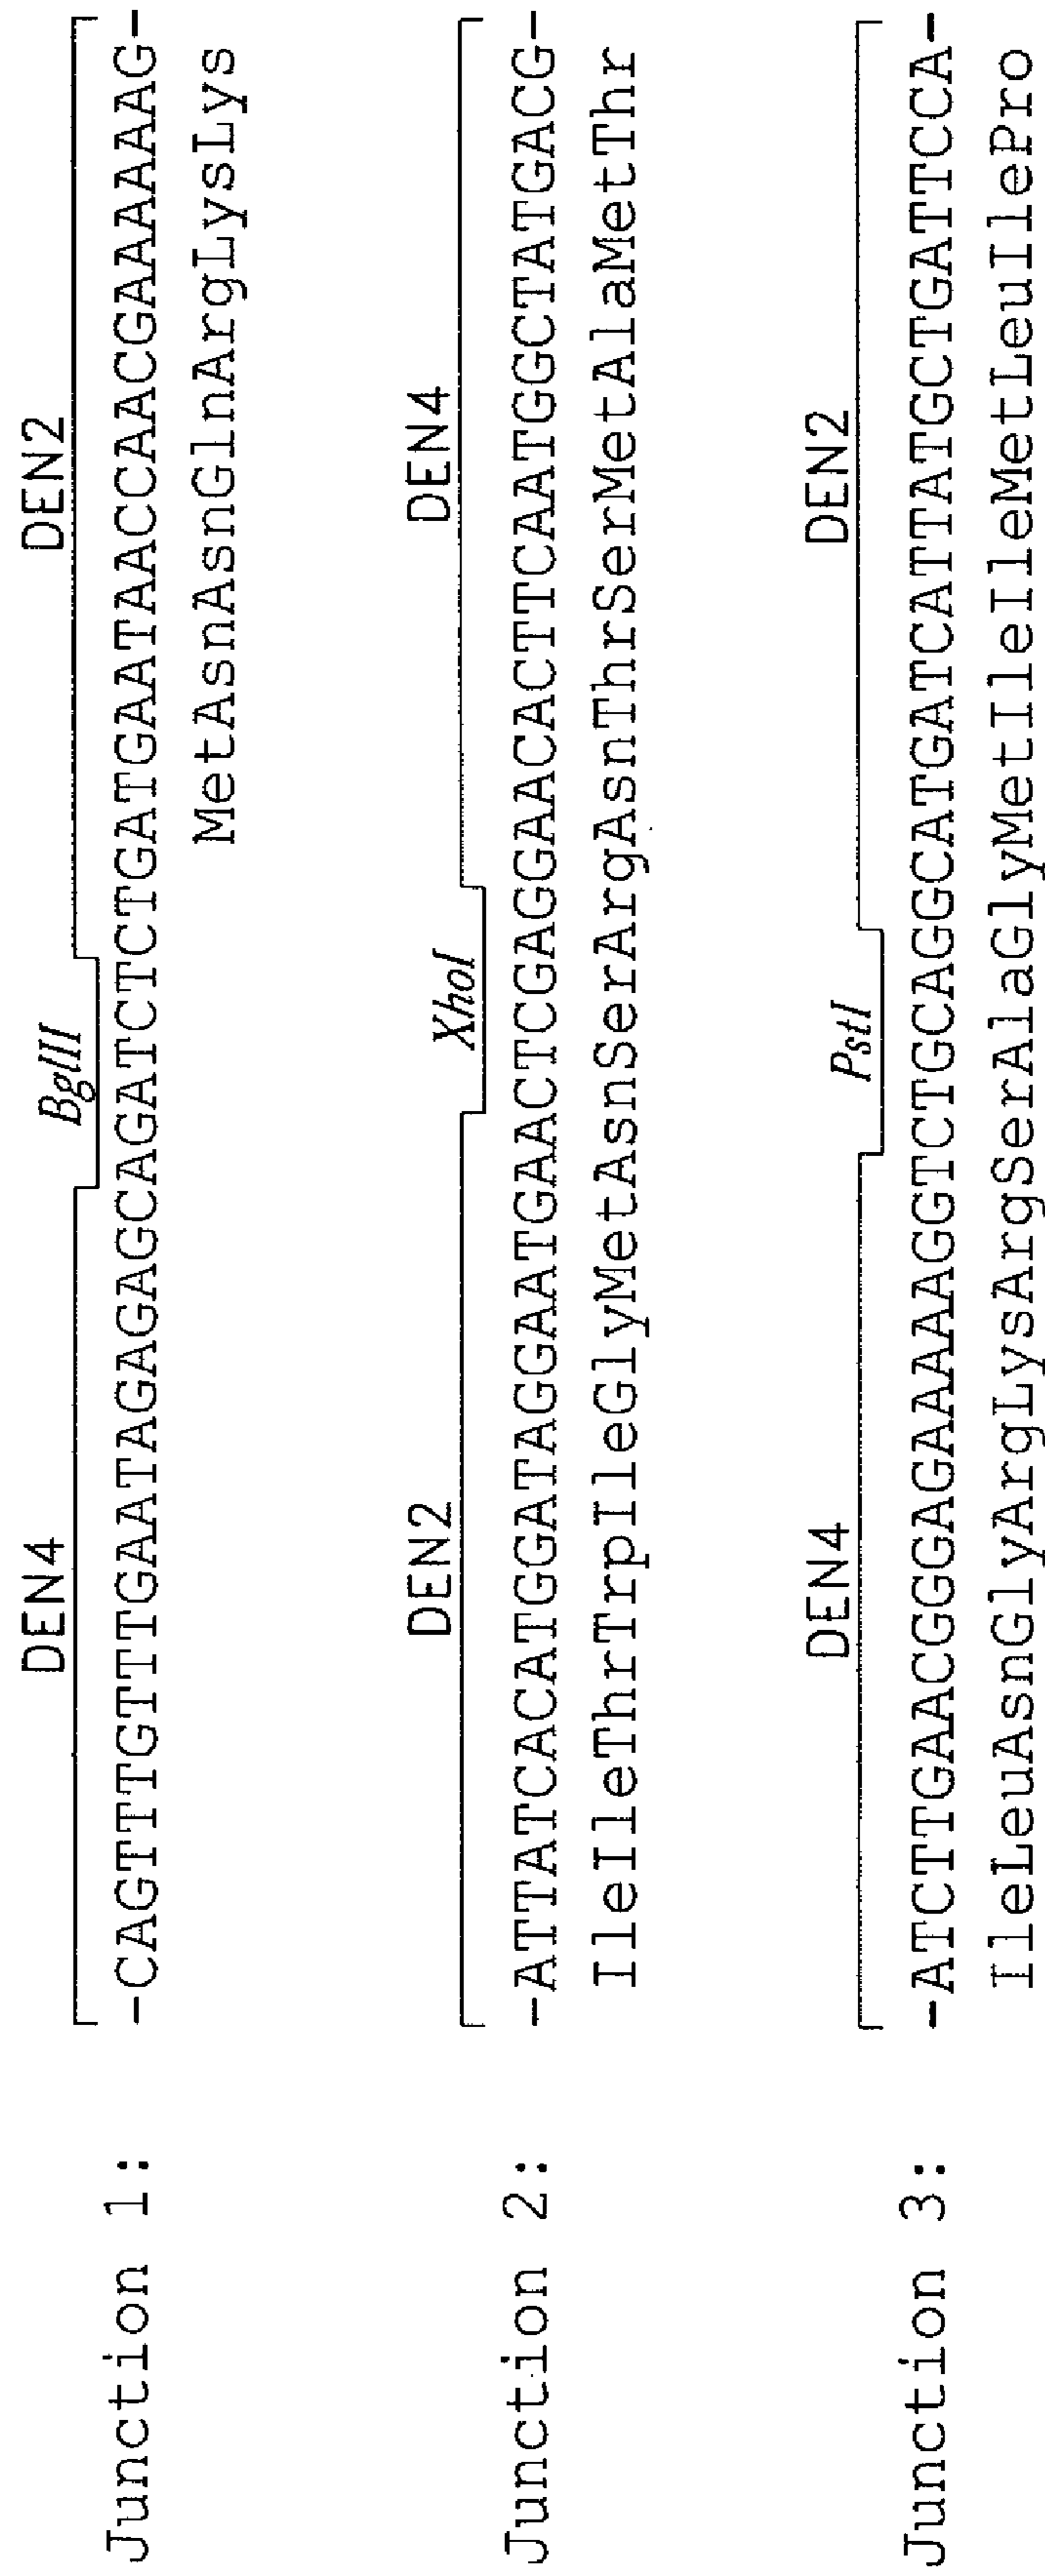 DEN4 BglII DEN2
Junction 1: -CAGTTTGTTTGAATAGAGAGCAGATCTCTGATGAATAACCAACGAAAAAAG-
MetAsnAsnGlnArgLysLys
DEN2 XhoI DEN4
Junction 2: -ATTATCACATGGATAGGAATGAACTCGAGGAACACTTCAATGGCTATGACG-
IleIleThrTrpIleGlyMetAsnSerArgAsnThrSerMetAlaMetThr
DEN4 PstI DEN2
Junction 3: -ATCTTGAACGGGAGAAAAAGGTCTGCAGGCATGATCATTATGCTGATTCCA-
IleLeuAsnGlyArgLysArgSerAlaGlyMetIleIleMetLeuIlePro